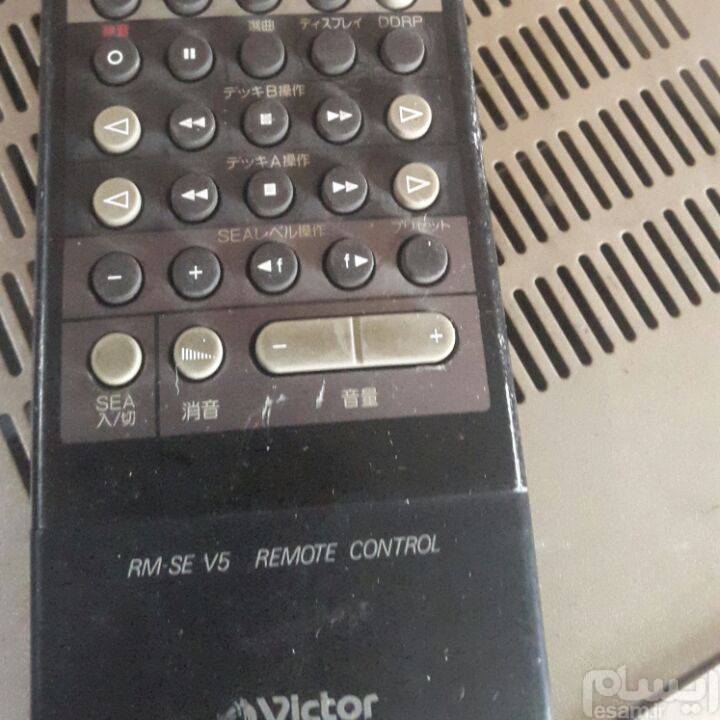 録音 選曲 ディスプレイ DDRP
デッキB操作
デッキA操作
SEAレベル操作 プリセット
- + f f
- +
SEA
入/切 消音 音量
RM-SE V5 REMOTE CONTROL
Victor
ایسام
esam.ir